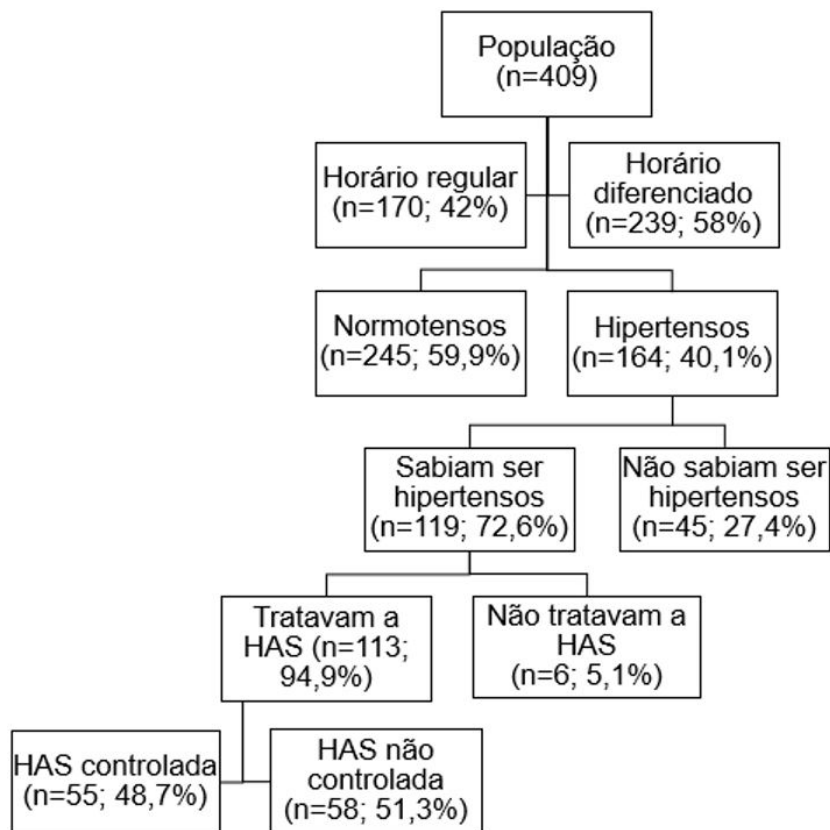 População
(n=409)
Horário regular
(n=170; 42%)
Horário
diferenciado
(n=239; 58%)
Normotensos
(n=245; 59,9%)
Hipertensos
(n=164; 40,1%)
Sabiam ser
hipertensos
(n=119; 72,6%)
Não sabiam ser
hipertensos
(n=45; 27,4%)
Tratavam a
HAS (n=113;
94,9%)
Não tratavam a
HAS
(n=6; 5,1%)
HAS controlada
(n=55; 48,7%)
HAS não
controlada
(n=58; 51,3%)